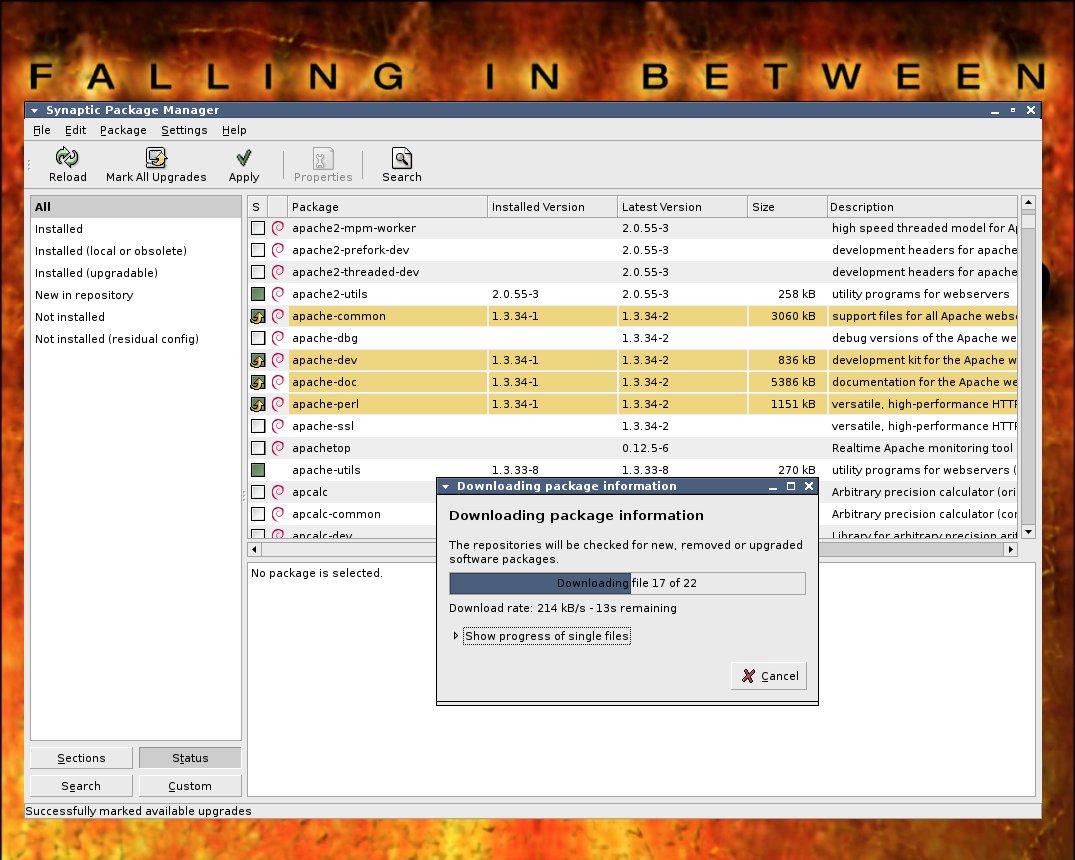 FALLING IN BETWEEN
Synaptic Package Manager
File Edit Package Settings Help
Reload Mark All Upgrades Apply Properties Search
All
Installed
Installed (local or obsolete)
Installed (upgradable)
New in repository
Not installed
Not installed (residual config)
S Package Installed Version Latest Version Size Description
apache2-mpm-worker 2.0.55-3 high speed threaded model for Ap
apache2-prefork-dev 2.0.55-3 development headers for apache
apache2-threaded-dev 2.0.55-3 development headers for apache
apache2-utils 2.0.55-3 2.0.55-3 258 kB utility programs for webservers
apache-common 1.3.34-1 1.3.34-2 3060 kB support files for all Apache webse
apache-dbg 1.3.34-2 debug versions of the Apache we
apache-dev 1.3.34-1 1.3.34-2 836 kB development kit for the Apache w
apache-doc 1.3.34-1 1.3.34-2 5386 kB documentation for the Apache we
apache-perl 1.3.34-1 1.3.34-2 1151 kB versatile, high-performance HTTP
apache-ssl 1.3.34-2 versatile, high-performance HTTP
apachetop 0.12.5-6 Realtime Apache monitoring tool
apache-utils 1.3.33-8 1.3.33-8 270 kB utility programs for webservers (
apcalc Arbitrary precision calculator (ori
apcalc-common Arbitrary precision calculator (cor
apcalc-dev Library for arbitrary precision arit
No package is selected.
Downloading package information
Downloading package information
The repositories will be checked for new, removed or upgraded
software packages.
Downloading file 17 of 22
Download rate: 214 kB/s - 13s remaining
Show progress of single files
Cancel
Sections Status
Search Custom
Successfully marked available upgrades